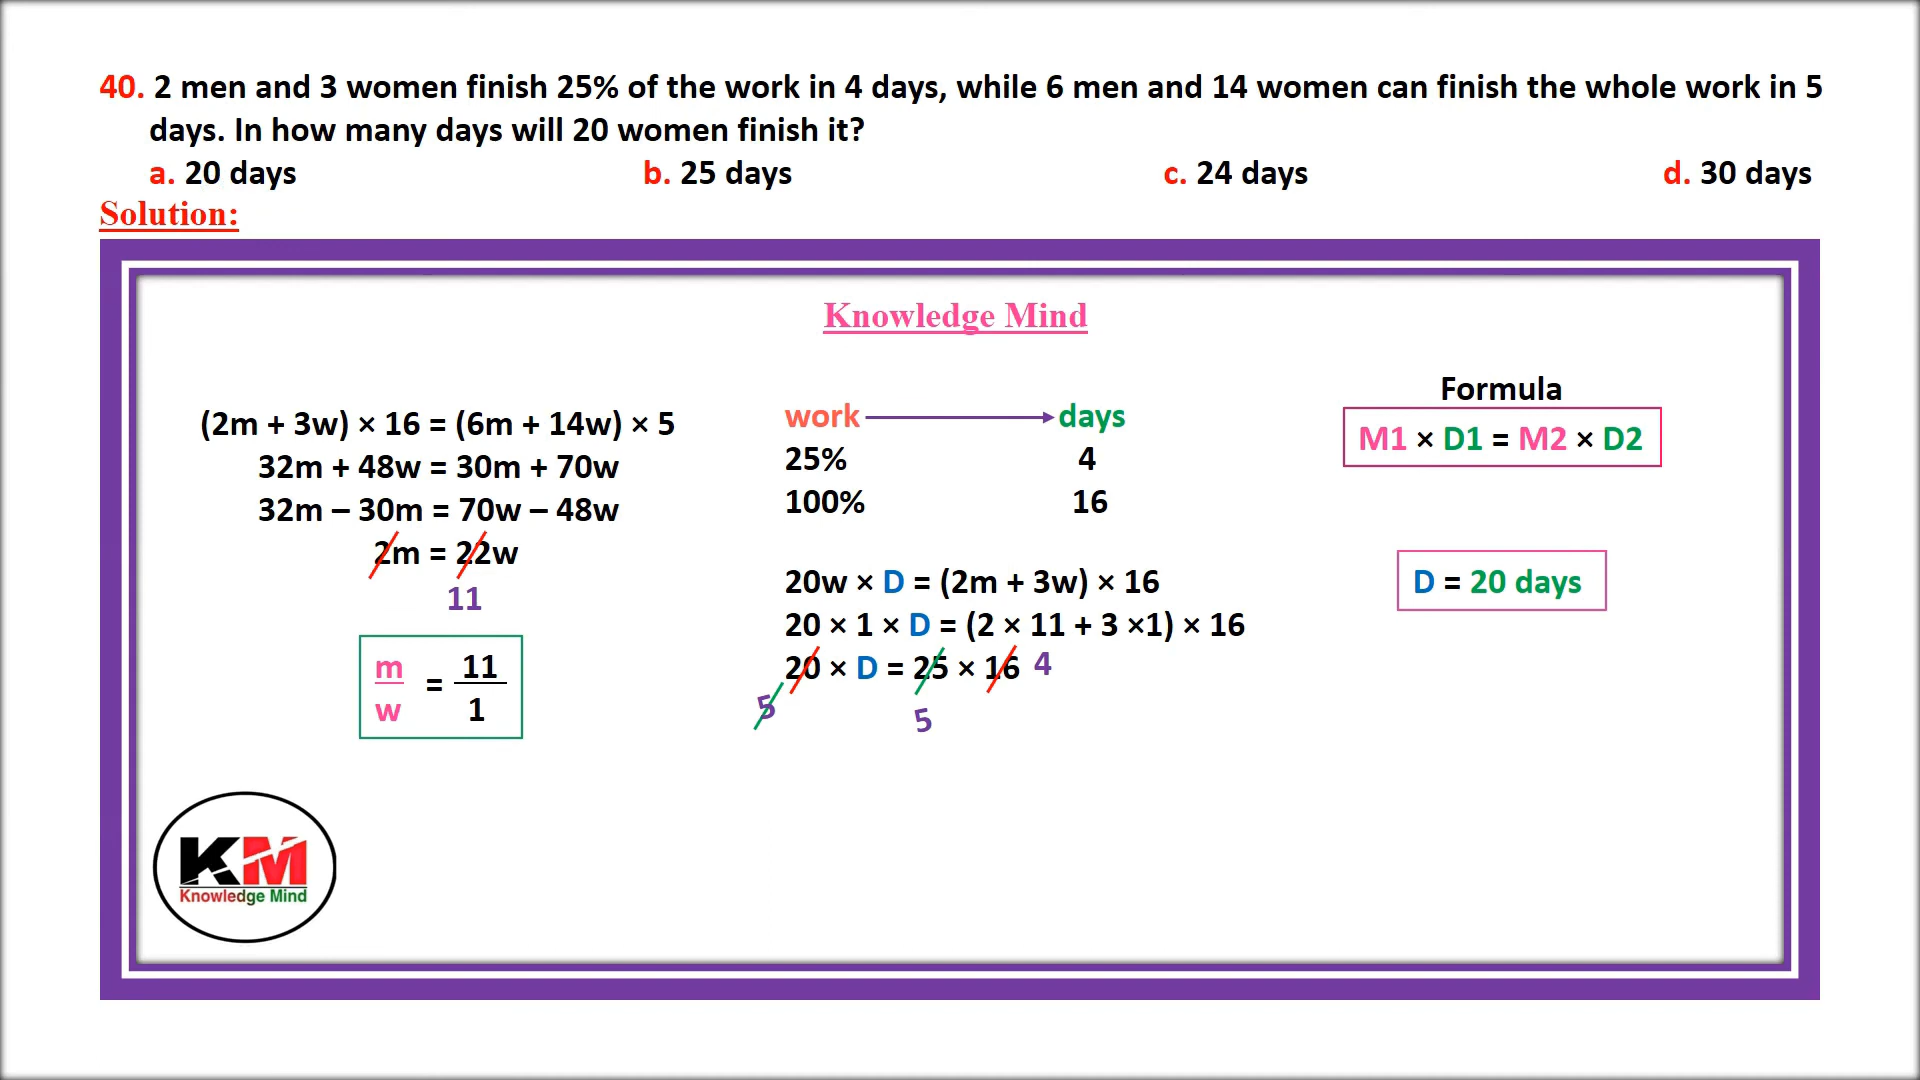 40. 2 men and 3 women finish 25% of the work in 4 days, while 6 men and 14 women can finish the whole work in 5
days. In how many days will 20 women finish it?
a. 20 days b. 25 days c. 24 days d. 30 days
Solution:
Knowledge Mind
(2m + 3w) × 16 = (6m + 14w) × 5
32m + 48w = 30m + 70w
32m – 30m = 70w – 48w
2m = 22w
11
m/w = 11/1
work days
25% 4
100% 16
20w × D = (2m + 3w) × 16
20 × 1 × D = (2 × 11 + 3 ×1) × 16
20 × D = 25 × 16 4
5 5
Formula
M1 × D1 = M2 × D2
D = 20 days
KM
Knowledge Mind